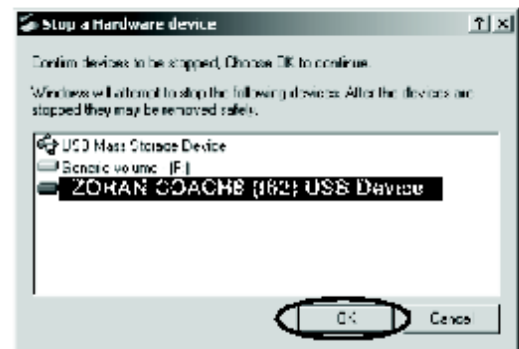 Stop a Hardware device
? x
Confirm devices to be stopped, Choose OK to continue.
Windows will attempt to stop the following devices. After the devices are
stopped they may be removed safely.
USB Mass Storage Device
Generic volume (F:)
ZORAN COACH6 (162) USB Device
OK Cancel